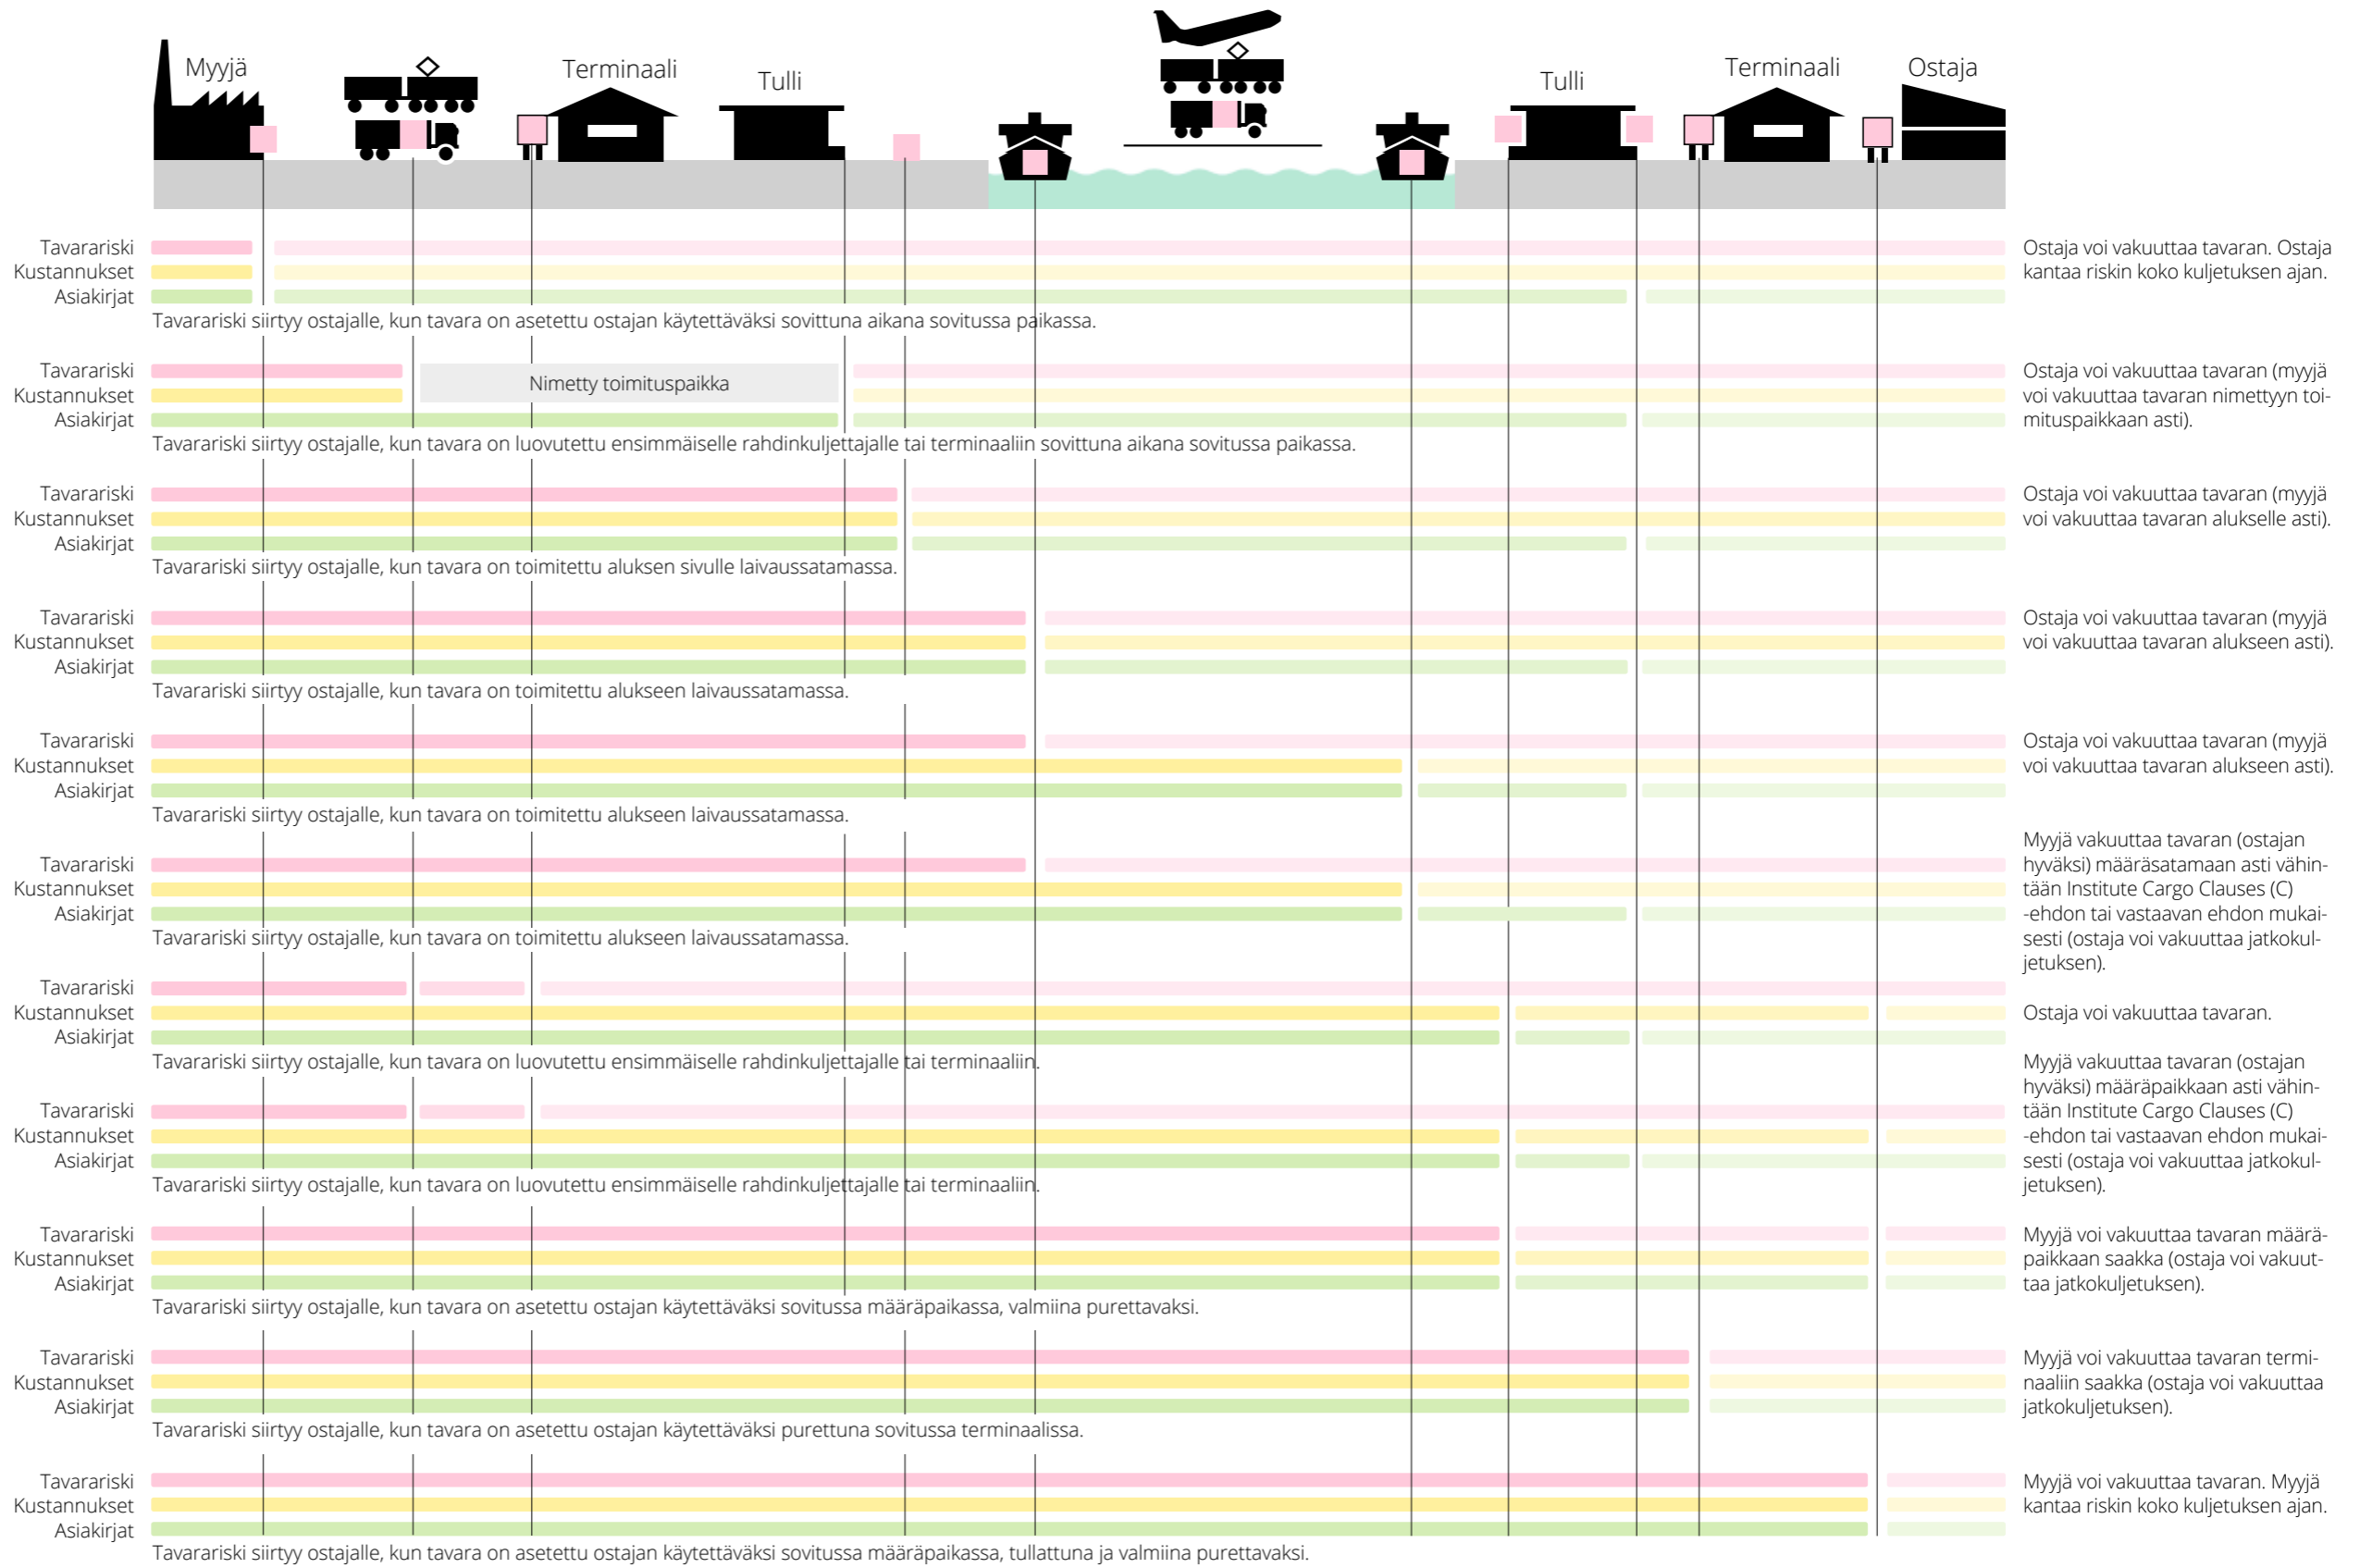 Myyjä
Terminaali
Tulli
Tulli
Terminaali
Ostaja
Tavarariski
Kustannukset
Asiakirjat
Ostaja voi vakuuttaa tavaran. Ostaja
kantaa riskin koko kuljetuksen ajan.
Tavarariski siirtyy ostajalle, kun tavara on asetettu ostajan käytettäväksi sovittuna aikana sovitussa paikassa.
Tavarariski
Kustannukset
Asiakirjat
Nimetty toimituspaikka
Ostaja voi vakuuttaa tavaran (myyjä
voi vakuuttaa tavaran nimettyyn toi-
mituspaikkaan asti).
Tavarariski siirtyy ostajalle, kun tavara on luovutettu ensimmäiselle rahdinkuljettajalle tai terminaaliin sovittuna aikana sovitussa paikassa.
Tavarariski
Kustannukset
Asiakirjat
Ostaja voi vakuuttaa tavaran (myyjä
voi vakuuttaa tavaran alukselle asti).
Tavarariski siirtyy ostajalle, kun tavara on toimitettu aluksen sivulle laivaussatamassa.
Tavarariski
Kustannukset
Asiakirjat
Ostaja voi vakuuttaa tavaran (myyjä
voi vakuuttaa tavaran alukseen asti).
Tavarariski siirtyy ostajalle, kun tavara on toimitettu alukseen laivaussatamassa.
Tavarariski
Kustannukset
Asiakirjat
Ostaja voi vakuuttaa tavaran (myyjä
voi vakuuttaa tavaran alukseen asti).
Tavarariski siirtyy ostajalle, kun tavara on toimitettu alukseen laivaussatamassa.
Tavarariski
Kustannukset
Asiakirjat
Myyjä vakuuttaa tavaran (ostajan
hyväksi) määräsatamaan asti vähin-
tään Institute Cargo Clauses (C)
-ehdon tai vastaavan ehdon mukai-
sesti (ostaja voi vakuuttaa jatkokul-
jetuksen).
Tavarariski siirtyy ostajalle, kun tavara on toimitettu alukseen laivaussatamassa.
Tavarariski
Kustannukset
Asiakirjat
Ostaja voi vakuuttaa tavaran.
Tavarariski siirtyy ostajalle, kun tavara on luovutettu ensimmäiselle rahdinkuljettajalle tai terminaaliin.
Tavarariski
Kustannukset
Asiakirjat
Myyjä vakuuttaa tavaran (ostajan
hyväksi) määräpaikkaan asti vähin-
tään Institute Cargo Clauses (C)
-ehdon tai vastaavan ehdon mukai-
sesti (ostaja voi vakuuttaa jatkokul-
jetuksen).
Tavarariski siirtyy ostajalle, kun tavara on luovutettu ensimmäiselle rahdinkuljettajalle tai terminaaliin.
Tavarariski
Kustannukset
Asiakirjat
Myyjä voi vakuuttaa tavaran määrä-
paikkaan saakka (ostaja voi vakuut-
taa jatkokuljetuksen).
Tavarariski siirtyy ostajalle, kun tavara on asetettu ostajan käytettäväksi sovitussa määräpaikassa, valmiina purettavaksi.
Tavarariski
Kustannukset
Asiakirjat
Myyjä voi vakuuttaa tavaran termi-
naaliin saakka (ostaja voi vakuuttaa
jatkokuljetuksen).
Tavarariski siirtyy ostajalle, kun tavara on asetettu ostajan käytettäväksi purettuna sovitussa terminaalissa.
Tavarariski
Kustannukset
Asiakirjat
Myyjä voi vakuuttaa tavaran. Myyjä
kantaa riskin koko kuljetuksen ajan.
Tavarariski siirtyy ostajalle, kun tavara on asetettu ostajan käytettäväksi sovitussa määräpaikassa, tullattuna ja valmiina purettavaksi.